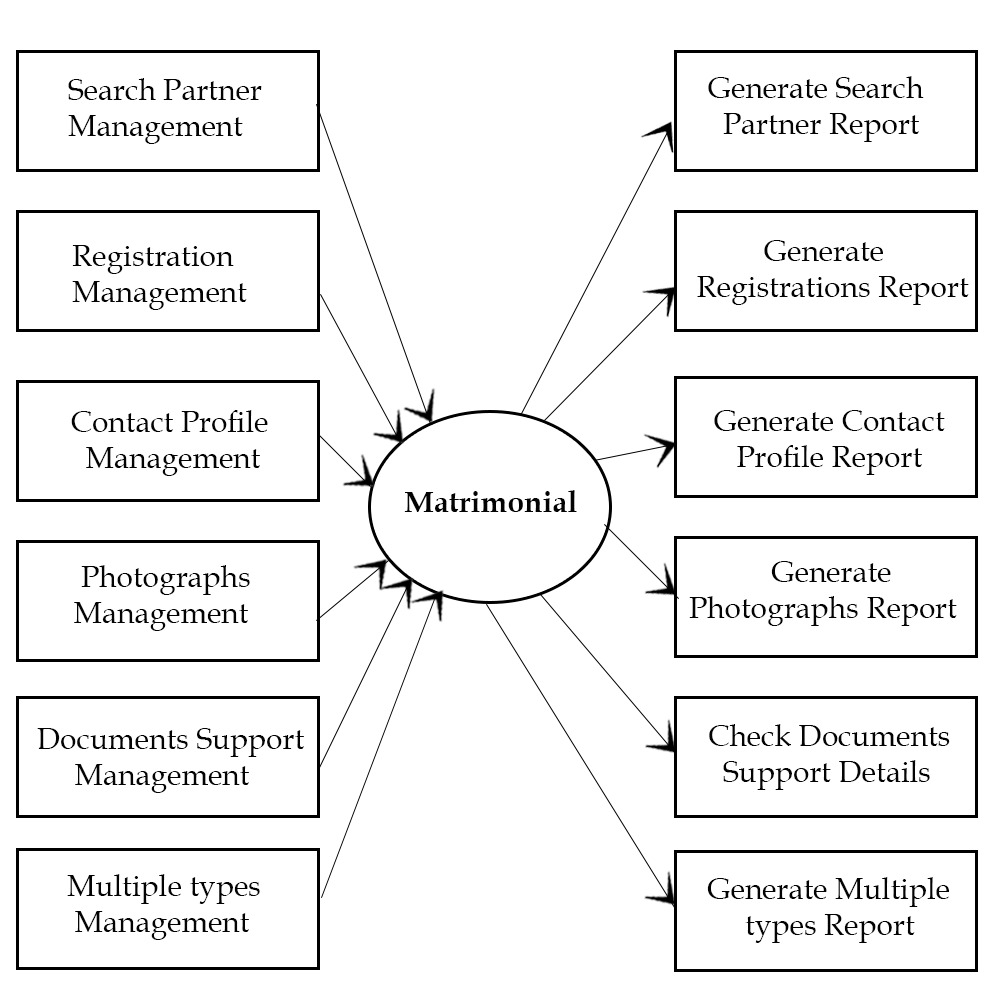 Search Partner
Management
Registration
Management
Contact Profile
Management
Photographs
Management
Documents Support
Management
Multiple types
Management
Matrimonial
Generate Search
Partner Report
Generate
Registrations Report
Generate Contact
Profile Report
Generate
Photographs Report
Check Documents
Support Details
Generate Multiple
types Report